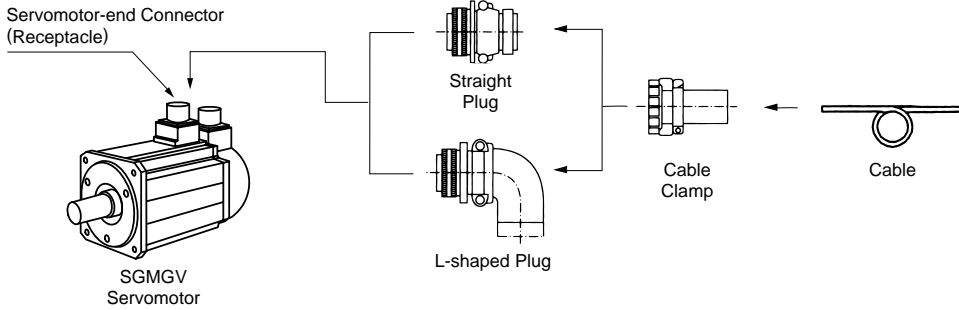 Servomotor-end Connector
(Receptacle)
Straight
Plug
Cable
Clamp
Cable
L-shaped Plug
SGMGV
Servomotor